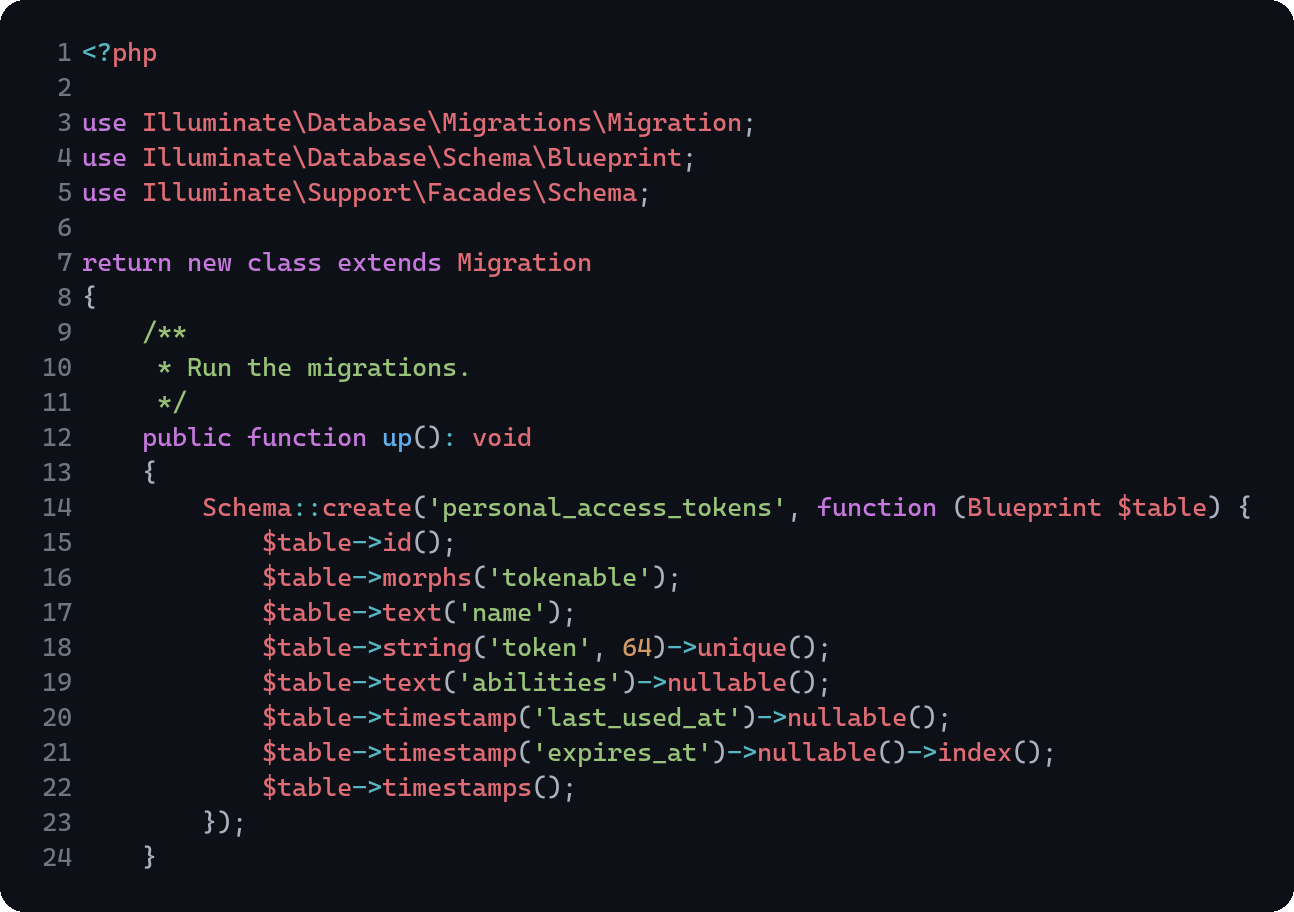 1 <?php
2
3 use Illuminate\Database\Migrations\Migration;
4 use Illuminate\Database\Schema\Blueprint;
5 use Illuminate\Support\Facades\Schema;
6
7 return new class extends Migration
8 {
9     /**
10      * Run the migrations.
11      */
12     public function up(): void
13     {
14         Schema::create('personal_access_tokens', function (Blueprint $table) {
15             $table->id();
16             $table->morphs('tokenable');
17             $table->text('name');
18             $table->string('token', 64)->unique();
19             $table->text('abilities')->nullable();
20             $table->timestamp('last_used_at')->nullable();
21             $table->timestamp('expires_at')->nullable()->index();
22             $table->timestamps();
23         });
24     }